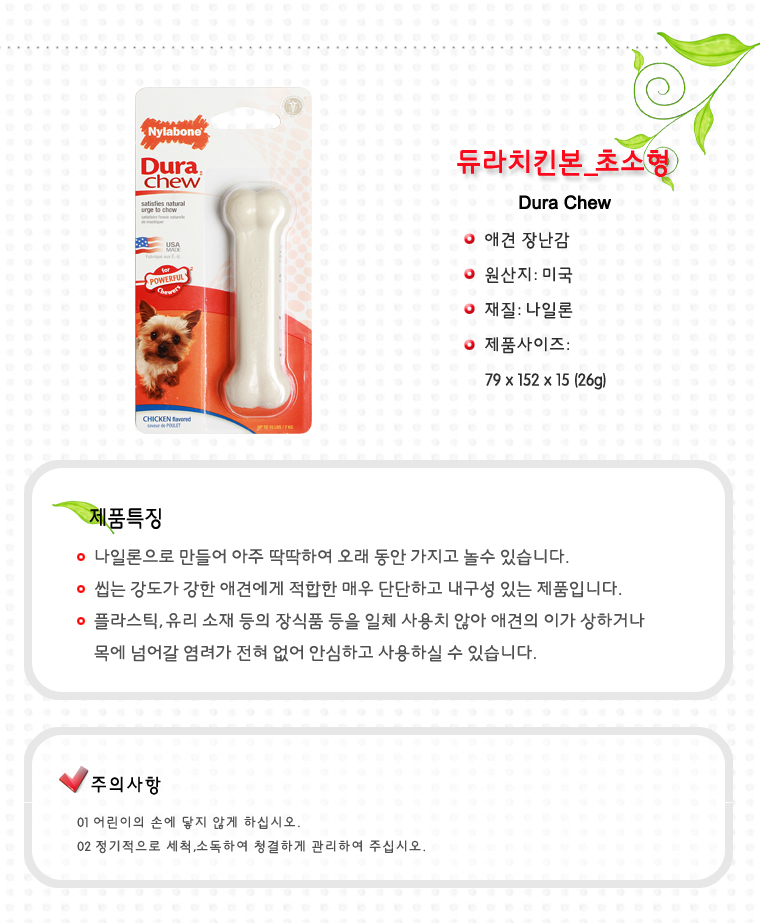 Nylabone
Dura
chew
satisfies natural
urge to chew
USA
MADE
for
POWERFUL
Chewers
CHICKEN flavored
saveur de POULET
듀라치킨본_초소형
Dura Chew
애견 장난감
원산지: 미국
재질: 나일론
제품사이즈:
79 x 152 x 15 (26g)
제품특징
나일론으로 만들어 아주 딱딱하여 오래 동안 가지고 놀수 있습니다.
씹는 강도가 강한 애견에게 적합한 매우 단단하고 내구성 있는 제품입니다.
플라스틱, 유리 소재 등의 장식품 등을 일체 사용치 않아 애견의 이가 상하거나
목에 넘어갈 염려가 전혀 없어 안심하고 사용하실 수 있습니다.
주의사항
01 어린이의 손에 닿지 않게 하십시오.
02 정기적으로 세척,소독하여 청결하게 관리하여 주십시오.